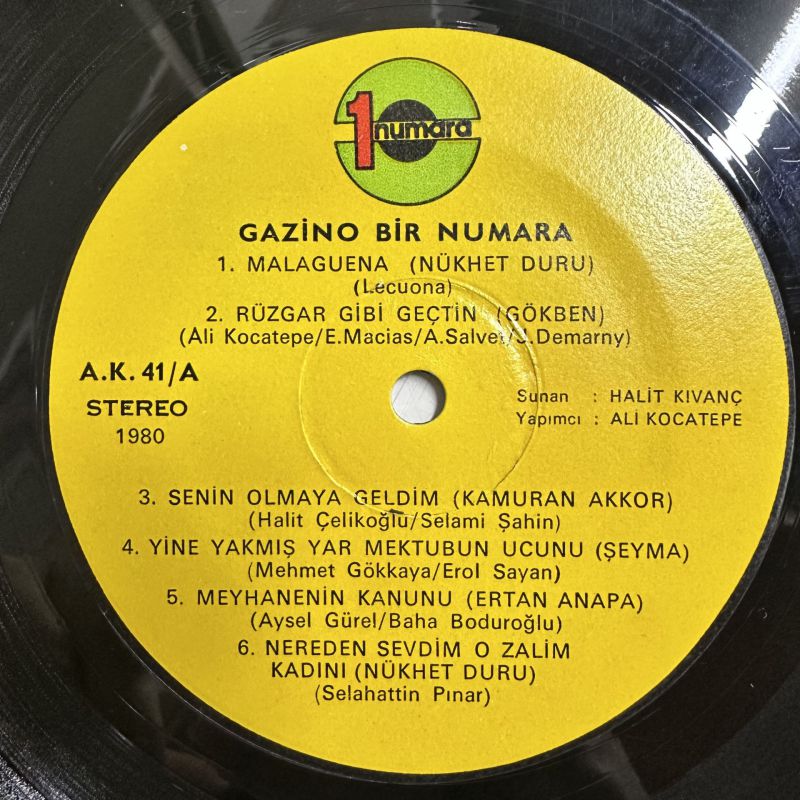 1 numara
GAZİNO BİR NUMARA
1. MALAGUENA (NÜKHET DURU)
(Lecuona)
2. RÜZGAR GİBİ GEÇTİN (GÖKBEN)
(Ali Kocatepe/E.Macias/A.Salvet/J.Demarny)
A.K. 41/A
STEREO
1980
Sunan : HALİT KIVANÇ
Yapımcı : ALİ KOCATEPE
3. SENİN OLMAYA GELDİM (KAMURAN AKKOR)
(Halit Çelikoğlu/Selami Şahin)
4. YİNE YAKMIŞ YAR MEKTUBUN UCUNU (ŞEYMA)
(Mehmet Gökkaya/Erol Sayan)
5. MEYHANENİN KANUNU (ERTAN ANAPA)
(Aysel Gürel/Baha Boduroğlu)
6. NEREDEN SEVDİM O ZALİM
KADINI (NÜKHET DURU)
(Selahattin Pınar)